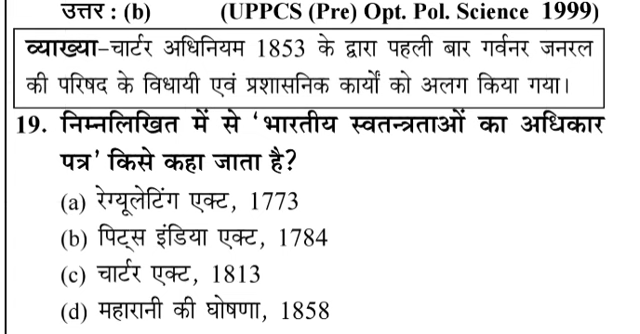 उत्तर : (b) (UPPCS (Pre) Opt. Pol. Science 1999)
व्याख्या–चार्टर अधिनियम 1853 के द्वारा पहली बार गर्वनर जनरल
की परिषद के विधायी एवं प्रशासनिक कार्यों को अलग किया गया।
19. निम्नलिखित में से ‘भारतीय स्वतन्त्रताओं का अधिकार
पत्र’ किसे कहा जाता है?
(a) रेग्यूलेटिंग एक्ट, 1773
(b) पिट्स इंडिया एक्ट, 1784
(c) चार्टर एक्ट, 1813
(d) महारानी की घोषणा, 1858